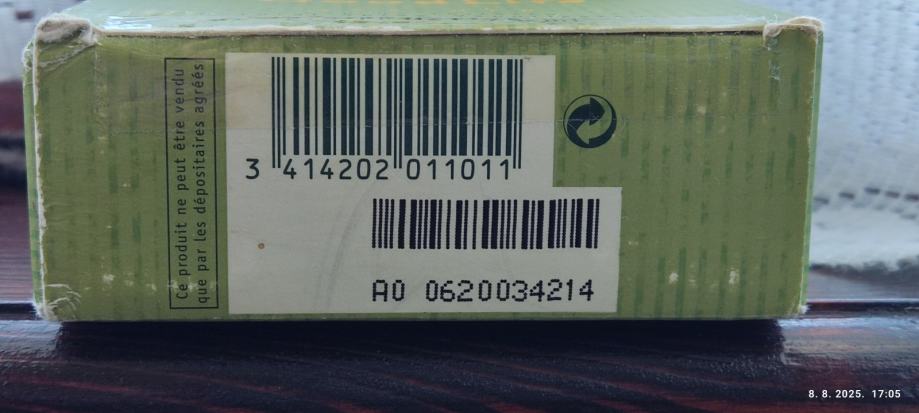 Ce produit ne peut être vendu
que par les dépositaires agréés
3 414202 011011
A0 0620034214
8. 8. 2025. 17:05